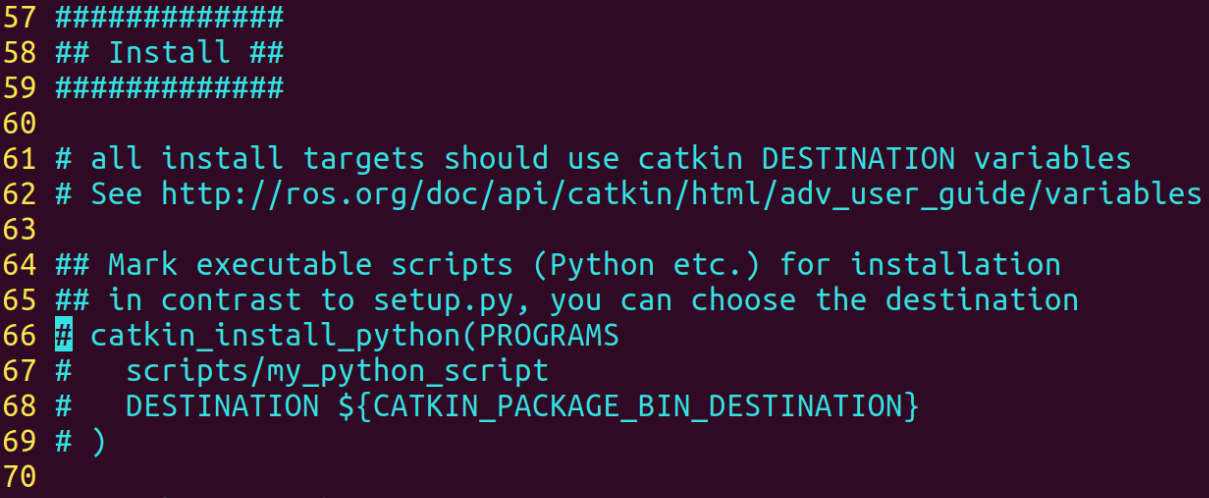 57 #############
58 ## Install ##
59 #############
60
61 # all install targets should use catkin DESTINATION variables
62 # See http://ros.org/doc/api/catkin/html/adv_user_guide/variables
63
64 ## Mark executable scripts (Python etc.) for installation
65 ## in contrast to setup.py, you can choose the destination
66 # catkin_install_python(PROGRAMS
67 #   scripts/my_python_script
68 #   DESTINATION ${CATKIN_PACKAGE_BIN_DESTINATION}
69 # )
70